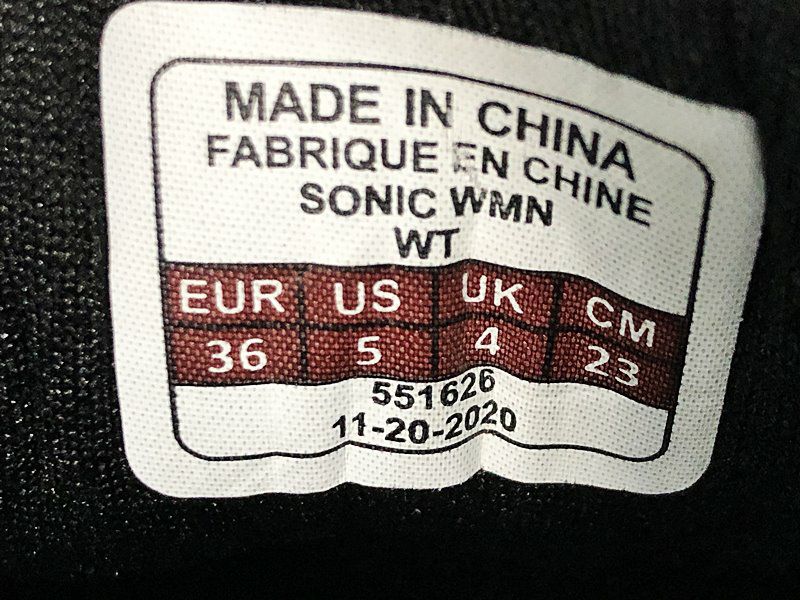 MADE IN CHINA
FABRIQUE EN CHINE
SONIC WMN
WT
EUR US UK CM
36 5 4 23
551626
11-20-2020